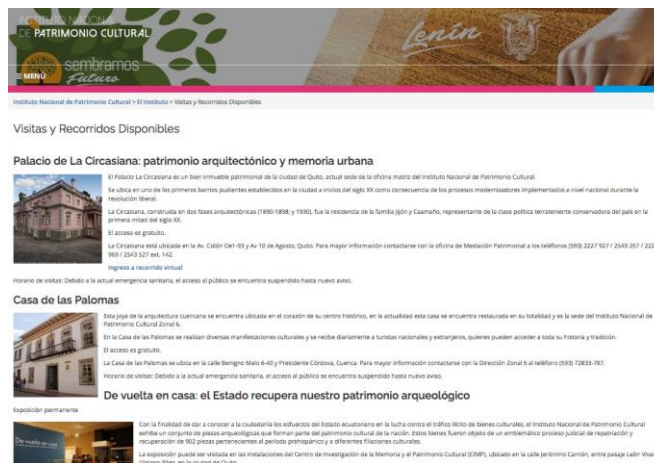 INSTITUTO NACIONAL
DE PATRIMONIO CULTURAL
Lenín
sembramos
Futuro
MENÚ
Instituto Nacional de Patrimonio Cultural > El Instituto > Visitas y Recorridos Disponibles
Visitas y Recorridos Disponibles
Palacio de La Circasiana: patrimonio arquitectónico y memoria urbana
El Palacio La Circasiana es un bien inmueble patrimonial de la ciudad de Quito, actual sede de la oficina matriz del Instituto Nacional de Patrimonio Cultural.
Se ubica en uno de los primeros barrios pudientes establecidos en la ciudad a inicios del siglo XX como consecuencia de los procesos modernizadores implementados a nivel nacional durante la
revolución liberal.
La Circasiana, construida en dos fases arquitectónicas (1890-1898; y 1930), fue la residencia de la familia Jijón y Caamaño, representante de la clase política terrateniente conservadora del país en la
primera mitad del siglo XX.
El acceso es gratuito.
La Circasiana está ubicada en la Av. Colón Oe1-93 y Av 10 de Agosto, Quito. Para mayor información contactarse con la oficina de Mediación Patrimonial a los teléfonos (593) 2227 927 / 2549 257 / 222
969 / 2543 527 ext. 142.
Ingreso a recorrido virtual
Horario de visitas: Debido a la actual emergencia sanitaria, el acceso al público se encuentra suspendido hasta nuevo aviso.
Casa de las Palomas
Esta joya de la arquitectura cuencana se encuentra ubicada en el corazón de su centro histórico, en la actualidad esta casa se encuentra restaurada en su totalidad y es la sede del Instituto Nacional de
Patrimonio Cultural Zonal 6.
En la Casa de las Palomas se realizan diversas manifestaciones culturales y se recibe diariamente a turistas nacionales y extranjeros, quienes pueden acceder a toda su historia y tradición.
El acceso es gratuito.
La Casa de las Palomas se ubica en la calle Benigno Malo 6-40 y Presidente Córdova, Cuenca. Para mayor información contactarse con la Dirección Zonal 6 al teléfono (593) 72833-787.
Horario de visitas: Debido a la actual emergencia sanitaria, el acceso al público se encuentra suspendido hasta nuevo aviso.
De vuelta en casa: el Estado recupera nuestro patrimonio arqueológico
Exposición permanente
De vuelta en casa
Con la finalidad de dar a conocer a la ciudadanía los esfuerzos del Estado ecuatoriano en la lucha contra el tráfico ilícito de bienes culturales, el Instituto Nacional de Patrimonio Cultural
exhibe un conjunto de piezas arqueológicas que forman parte del patrimonio cultural de la nación. Estos bienes fueron objeto de un emblemático proceso judicial de repatriación y
recuperación de 902 piezas pertenecientes al período prehispánico y a diferentes filiaciones culturales.
La exposición puede ser visitada en las instalaciones del Centro de Investigación de la Memoria y el Patrimonio Cultural (CIMP), ubicado en la calle Jerónimo Carrión, entre pasaje León Vivar
Páez, en la ciudad de Quito.